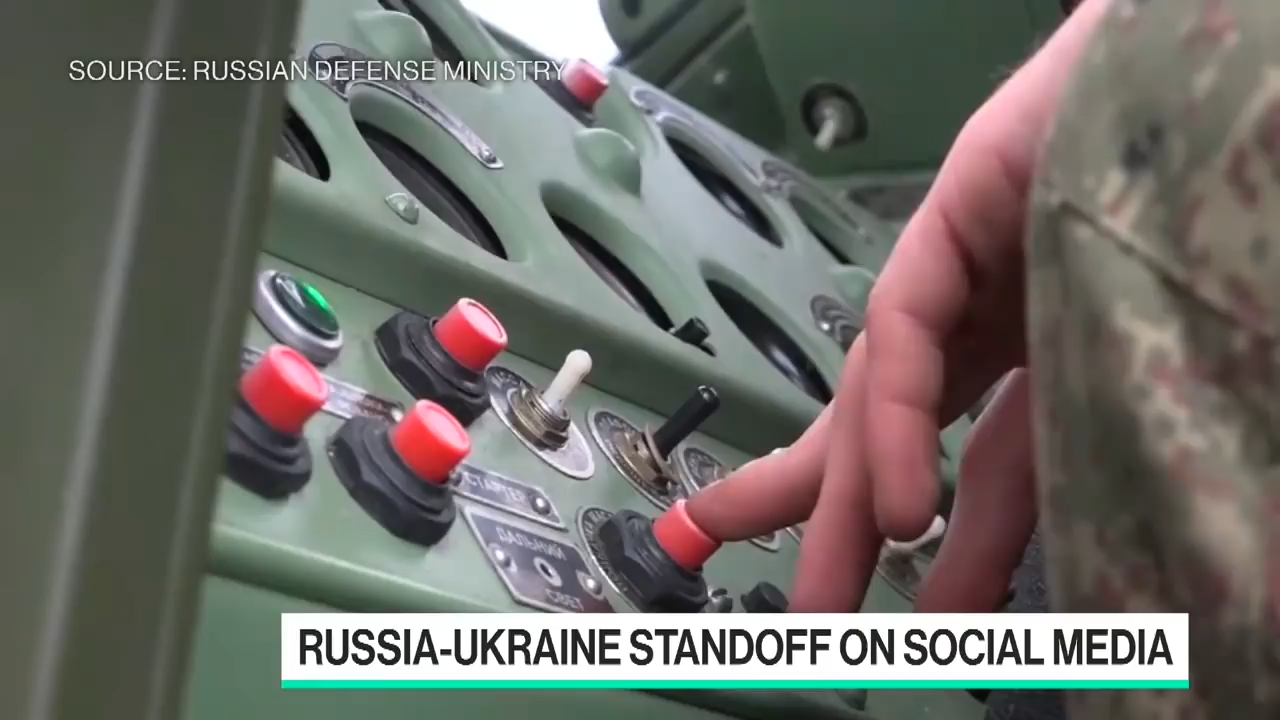 SOURCE: RUSSIAN DEFENSE MINISTRY
СТАРТЕР
ДАЛЬНИЙ
СВЕТ
RUSSIA-UKRAINE STANDOFF ON SOCIAL MEDIA